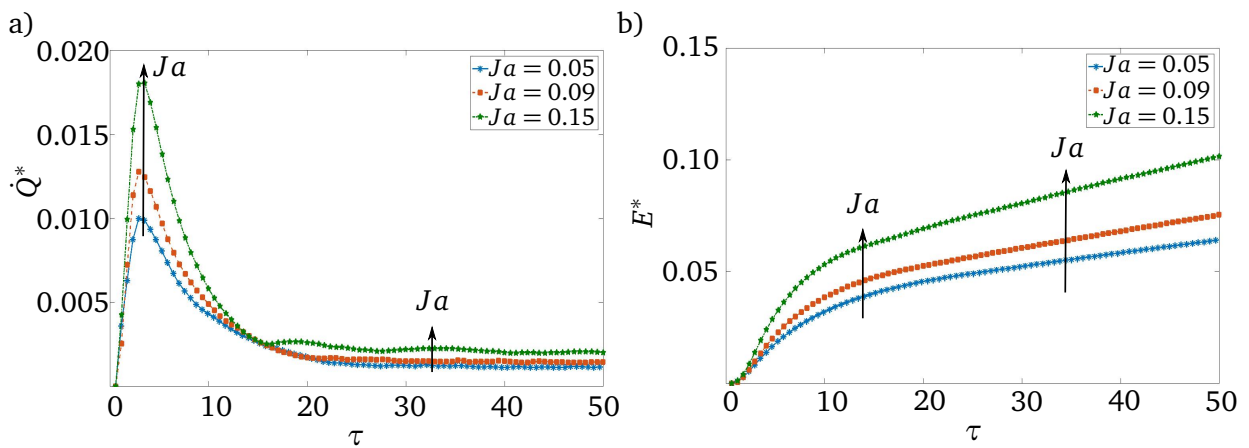 a)
0.020
0.015
0.010
0.005
Q̇*
Ja
Ja = 0.05
Ja = 0.09
Ja = 0.15
Ja
0 10 20 30 40 50
τ
b)
0.15
0.10
0.05
0
E*
Ja = 0.05
Ja = 0.09
Ja = 0.15
Ja
Ja
0 10 20 30 40 50
τ